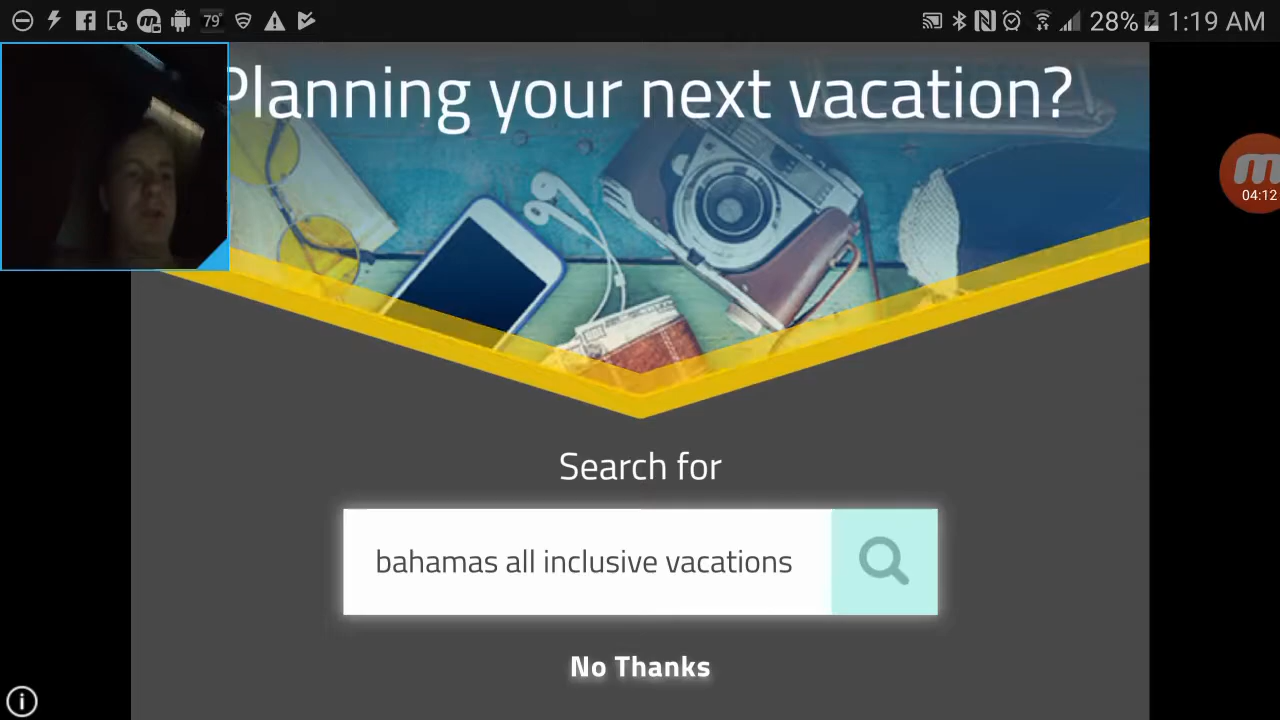 79°
28% 1:19 AM
Planning your next vacation?
04:12
Search for
bahamas all inclusive vacations
No Thanks